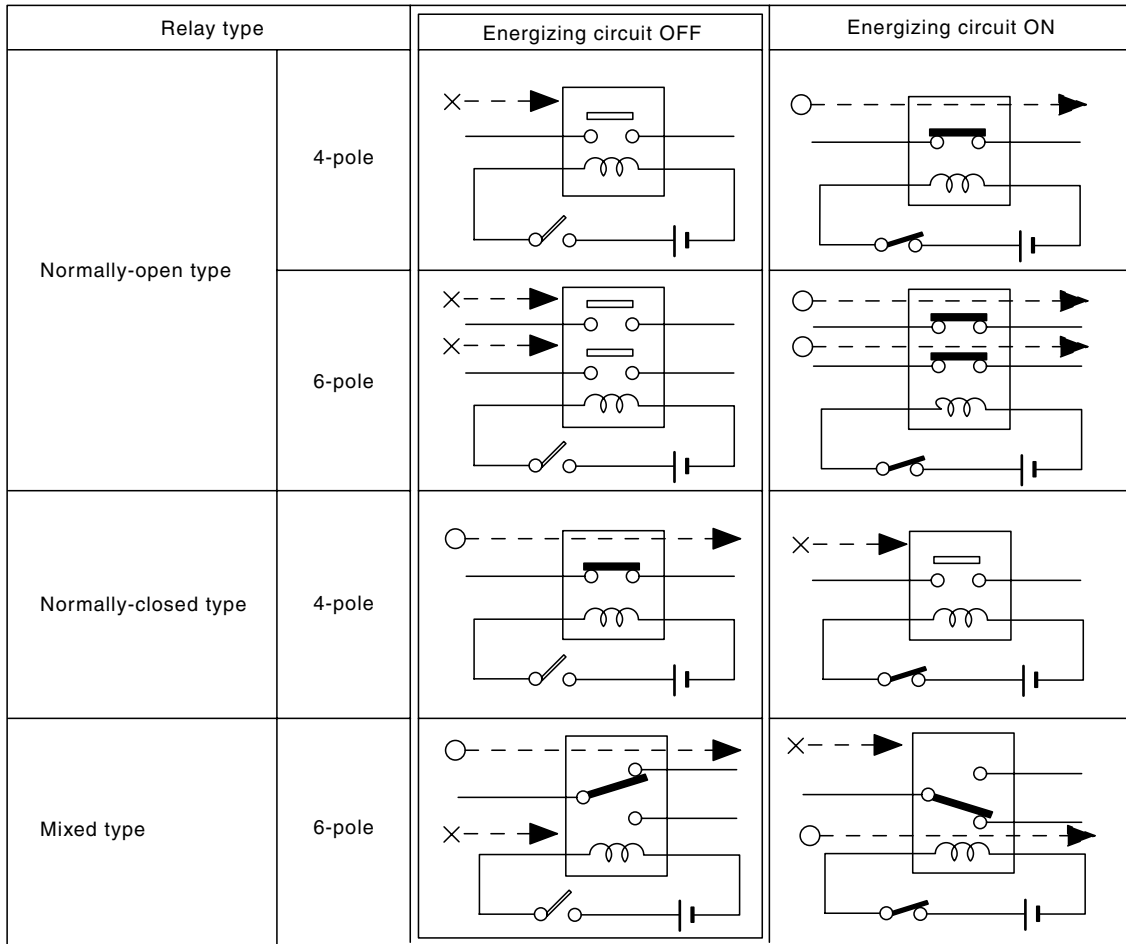 Relay type
Energizing circuit OFF
Energizing circuit ON
Normally-open type
4-pole
6-pole
Normally-closed type
4-pole
Mixed type
6-pole